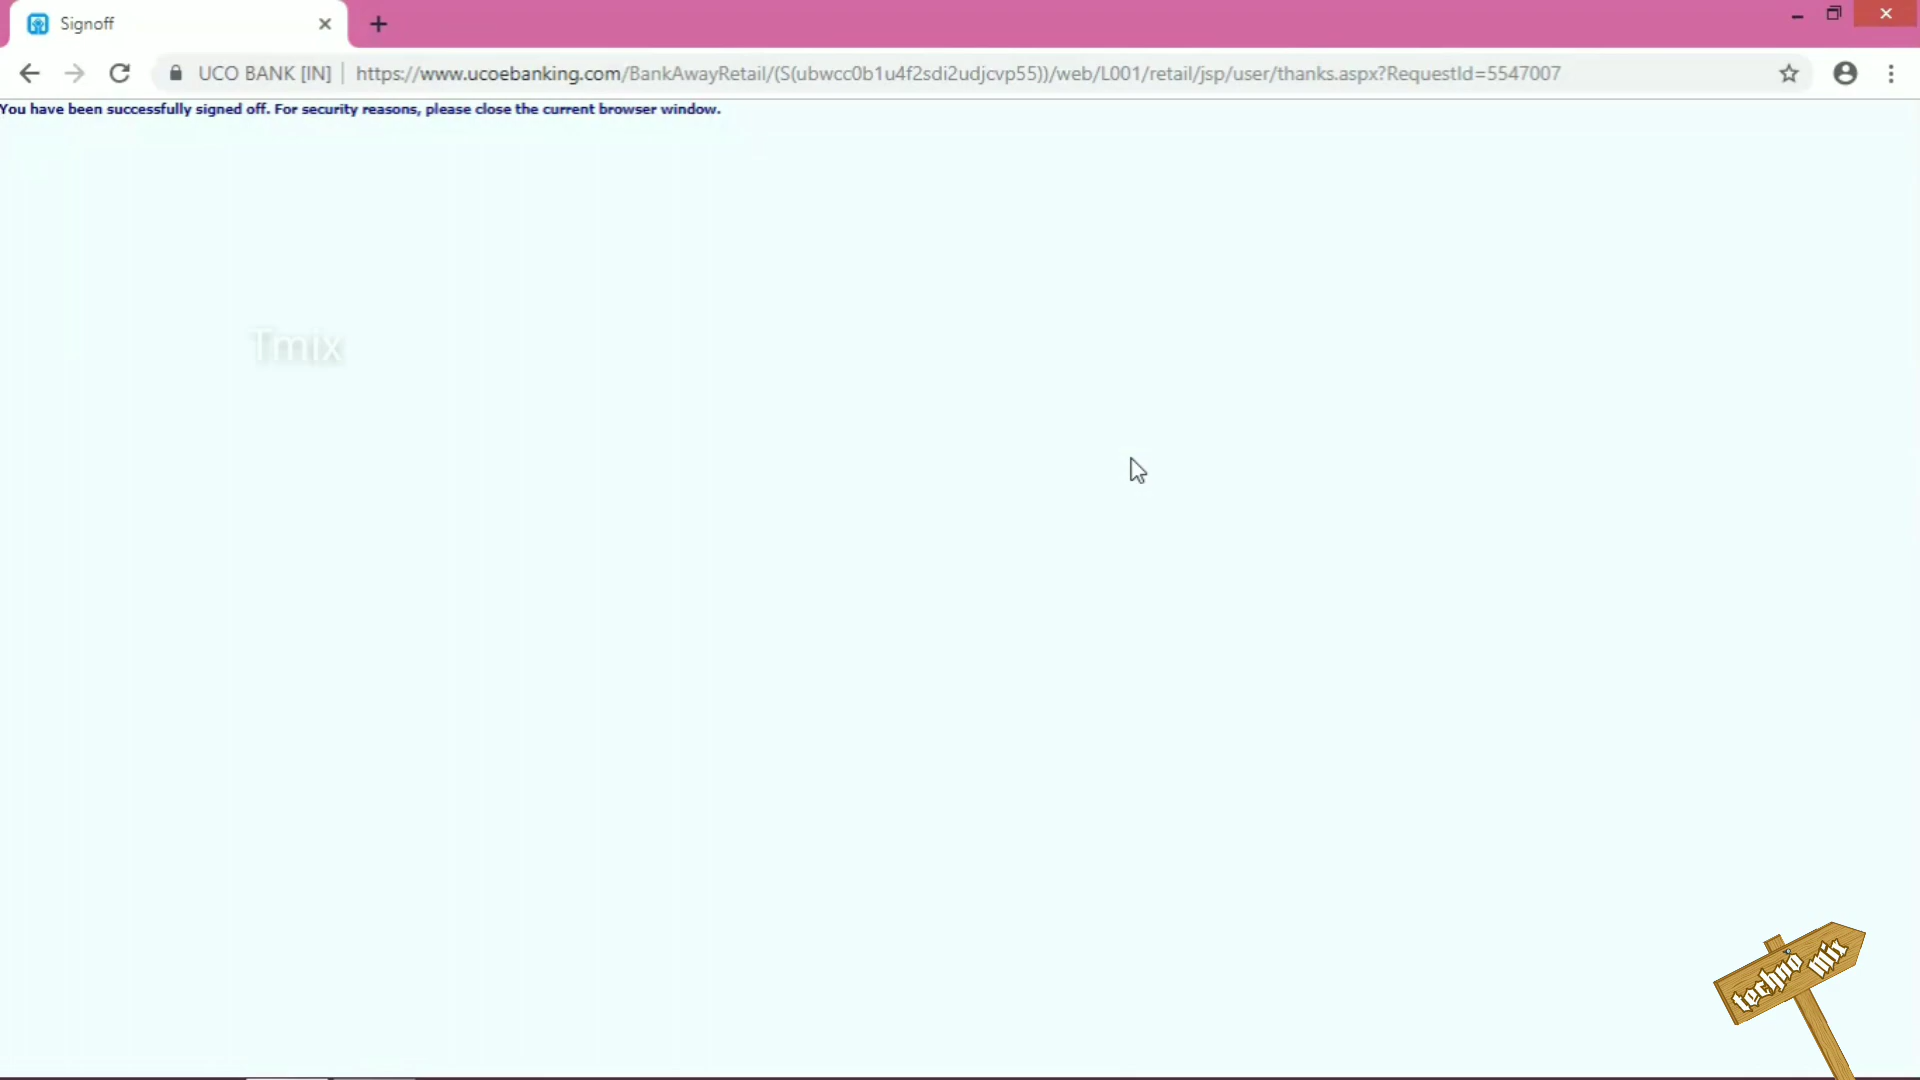 Signoff
UCO BANK [IN] | https://www.ucoebanking.com/BankAwayRetail/(S(ubwcc0b1u4f2sdi2udjcvp55))/web/L001/retail/jsp/user/thanks.aspx?RequestId=5547007
You have been successfully signed off. For security reasons, please close the current browser window.
Tmix
techno mix